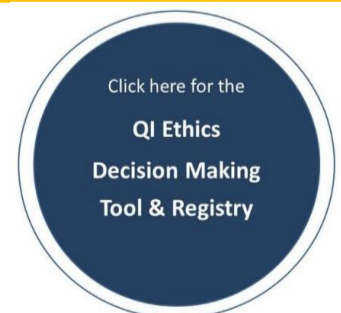 Click here for the
QI Ethics
Decision Making
Tool & Registry